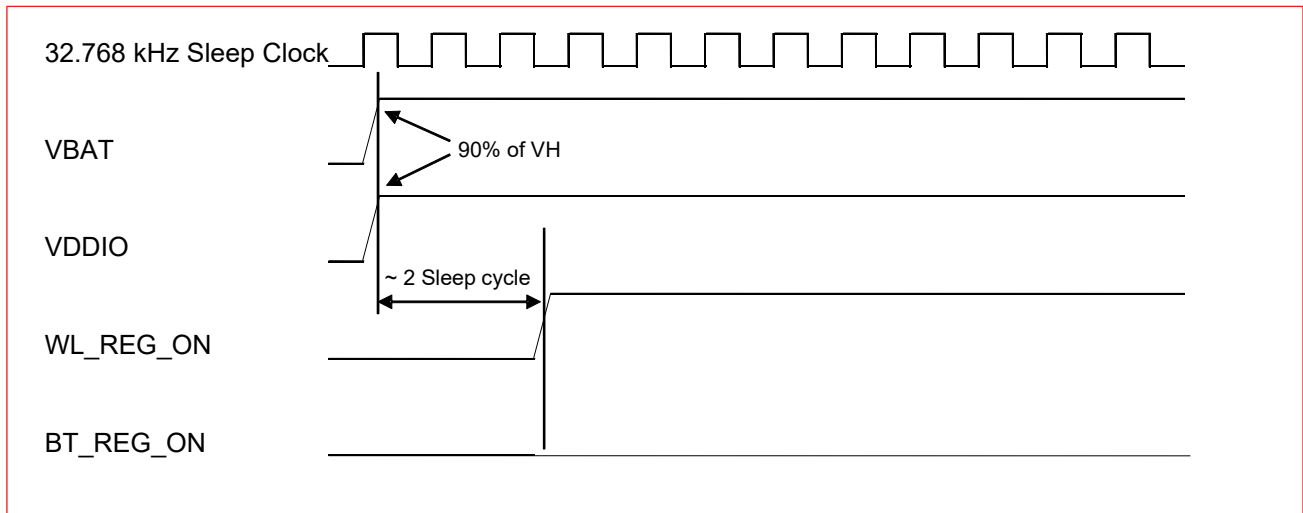 32.768 kHz Sleep Clock
VBAT
90% of VH
VDDIO
~ 2 Sleep cycle
WL_REG_ON
BT_REG_ON